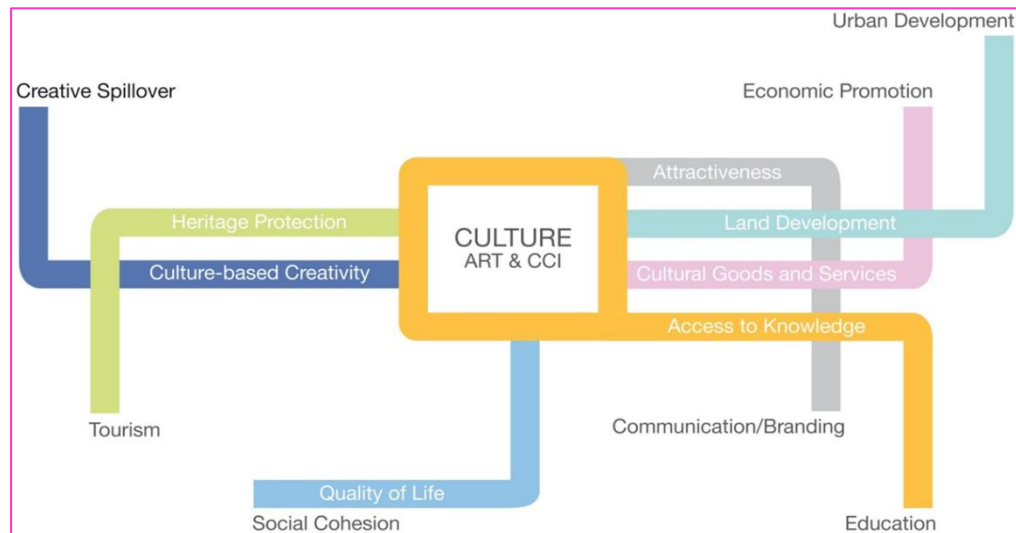 Urban Development
Creative Spillover
Economic Promotion
Attractiveness
Heritage Protection
Land Development
CULTURE
ART & CCI
Culture-based Creativity
Cultural Goods and Services
Access to Knowledge
Tourism
Communication/Branding
Quality of Life
Social Cohesion
Education